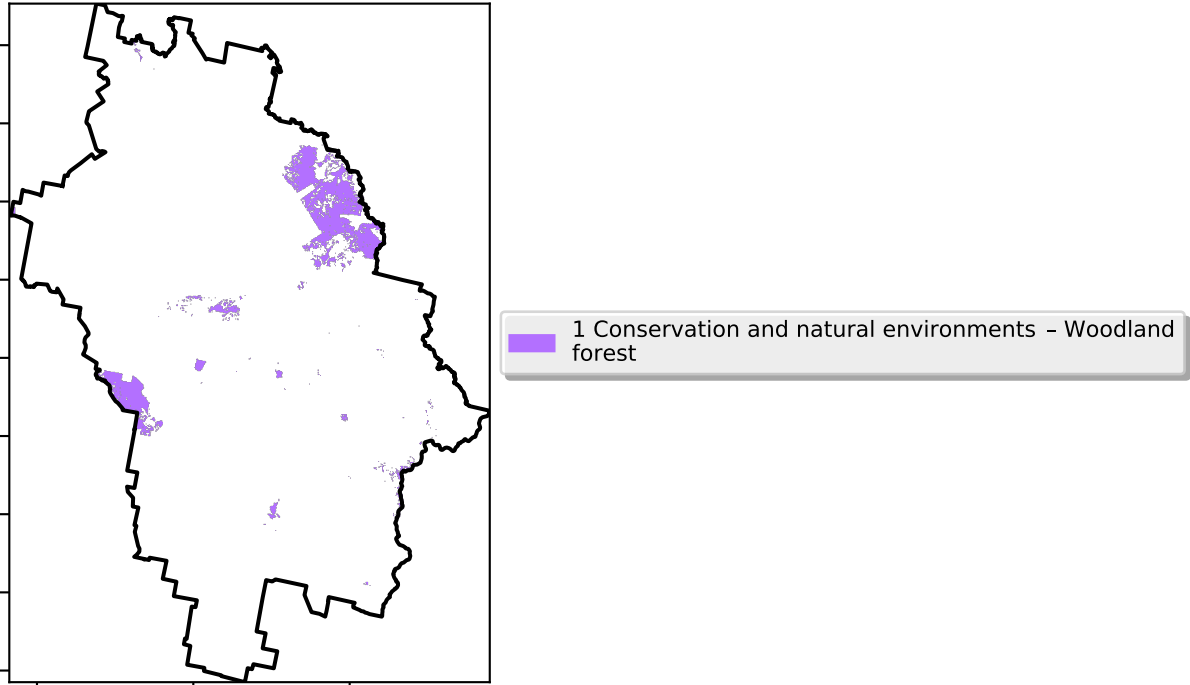 1 Conservation and natural environments – Woodland
forest